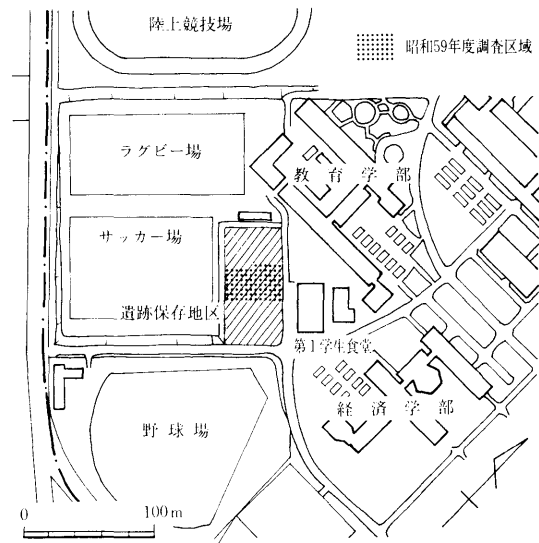 陸上競技場
昭和59年度調査区域
ラグビー場
教育学部
サッカー場
遺跡保存地区
第1学生食堂
経済学部
野球場
0 100m